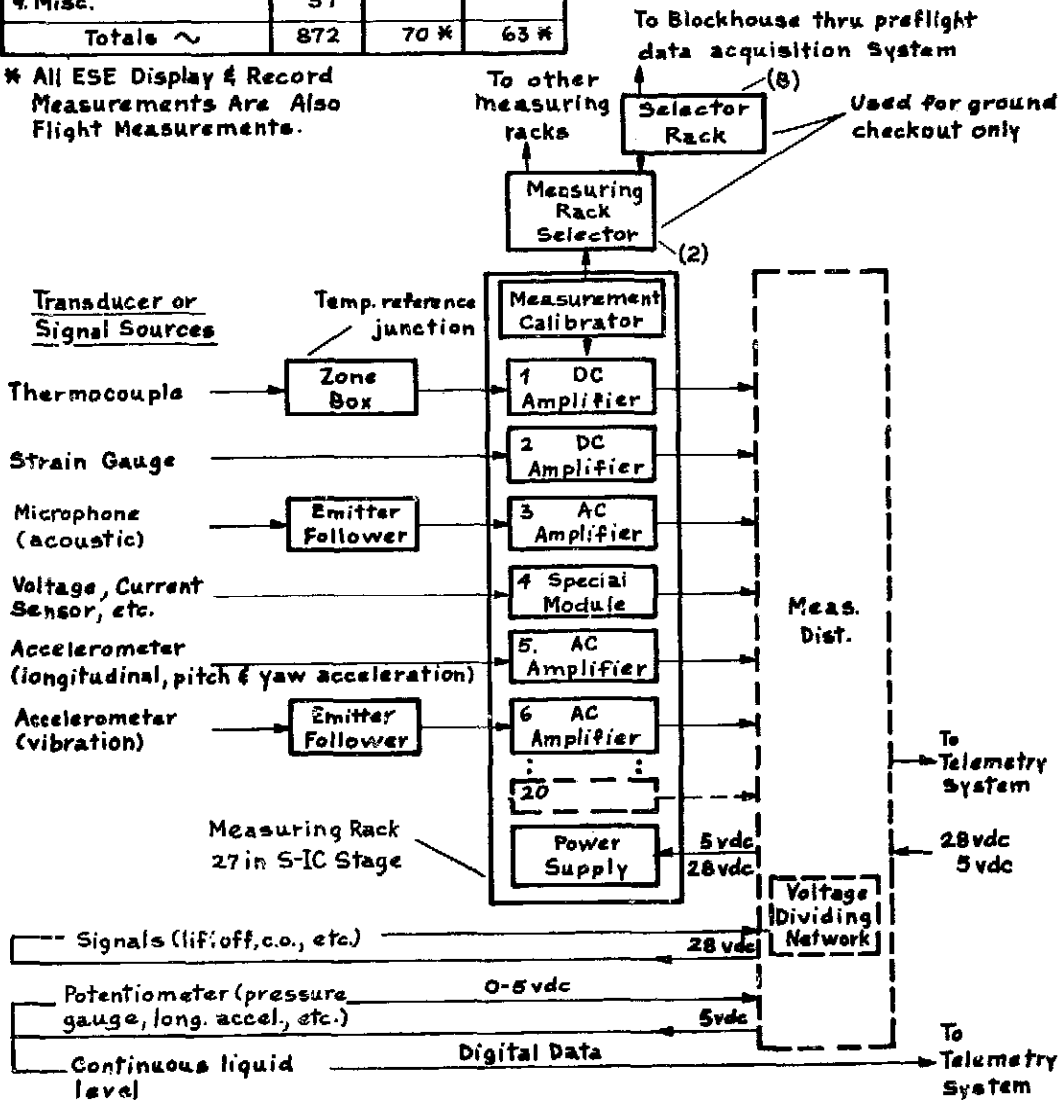 9. Misc.
Totals ~ 872 70 * 63 *
* All ESE Display & Record
Measurements Are Also
Flight Measurements.
To Blockhouse thru preflight
data acquisition System
(8)
To other
measuring
racks
Selector
Rack
Used for ground
checkout only
Measuring
Rack
Selector
(2)
Transducer or
Signal Sources
Temp. reference
junction
Measurement
Calibrator
Thermocouple
Zone
Box
1 DC
Amplifier
Strain Gauge
2 DC
Amplifier
Microphone
(acoustic)
Emitter
Follower
3 AC
Amplifier
Voltage, Current
Sensor, etc.
4 Special
Module
Meas.
Dist.
Accelerometer
(longitudinal, pitch & yaw acceleration)
5. AC
Amplifier
Accelerometer
(vibration)
Emitter
Follower
6 AC
Amplifier
To
Telemetry
System
20
Measuring Rack
27 in S-IC Stage
Power
Supply
5 vdc
28 vdc
28 vdc
5 vdc
Voltage
Dividing
Network
Signals (liftoff, c.o., etc.)
28 vdc
Potentiometer (pressure
gauge, long. accel., etc.)
0-5 vdc
5 vdc
Continuous liquid
level
Digital Data
To
Telemetry
System